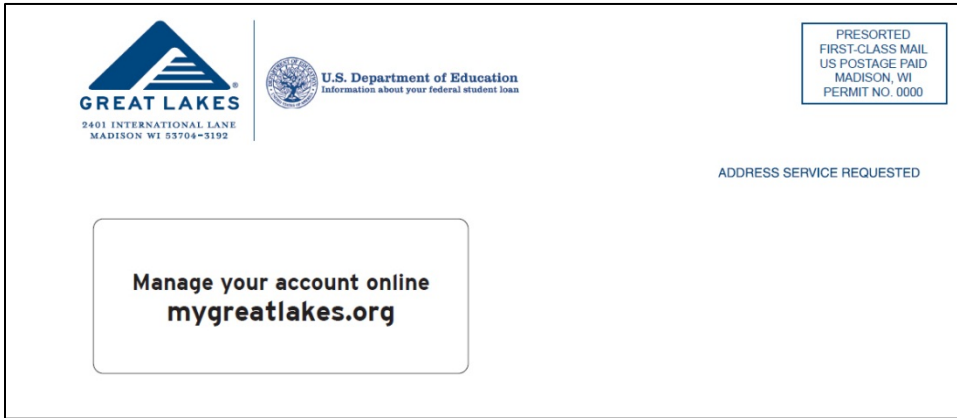 GREAT LAKES
2401 INTERNATIONAL LANE
MADISON WI 53704-3192
U.S. Department of Education
Information about your federal student loan
PRESORTED
FIRST-CLASS MAIL
US POSTAGE PAID
MADISON, WI
PERMIT NO. 0000
ADDRESS SERVICE REQUESTED
Manage your account online
mygreatlakes.org